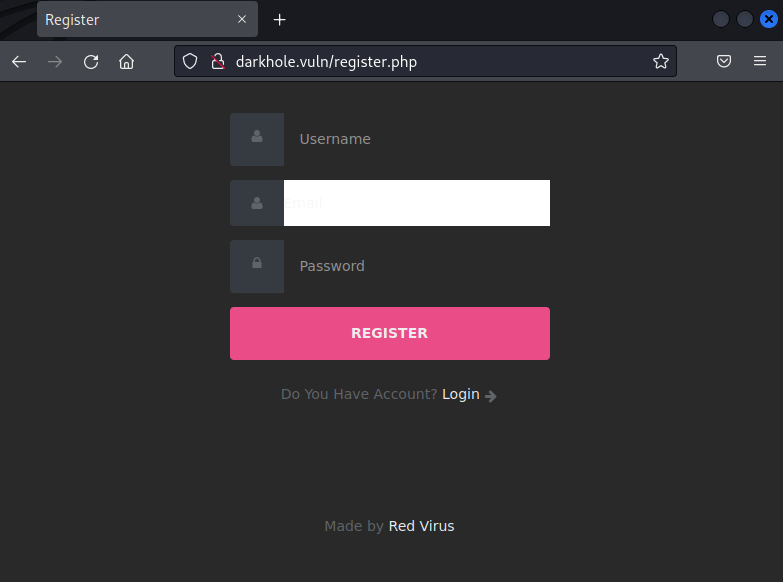 Register
darkhole.vuln/register.php
Username
Email
Password
REGISTER
Do You Have Account? Login
Made by Red Virus